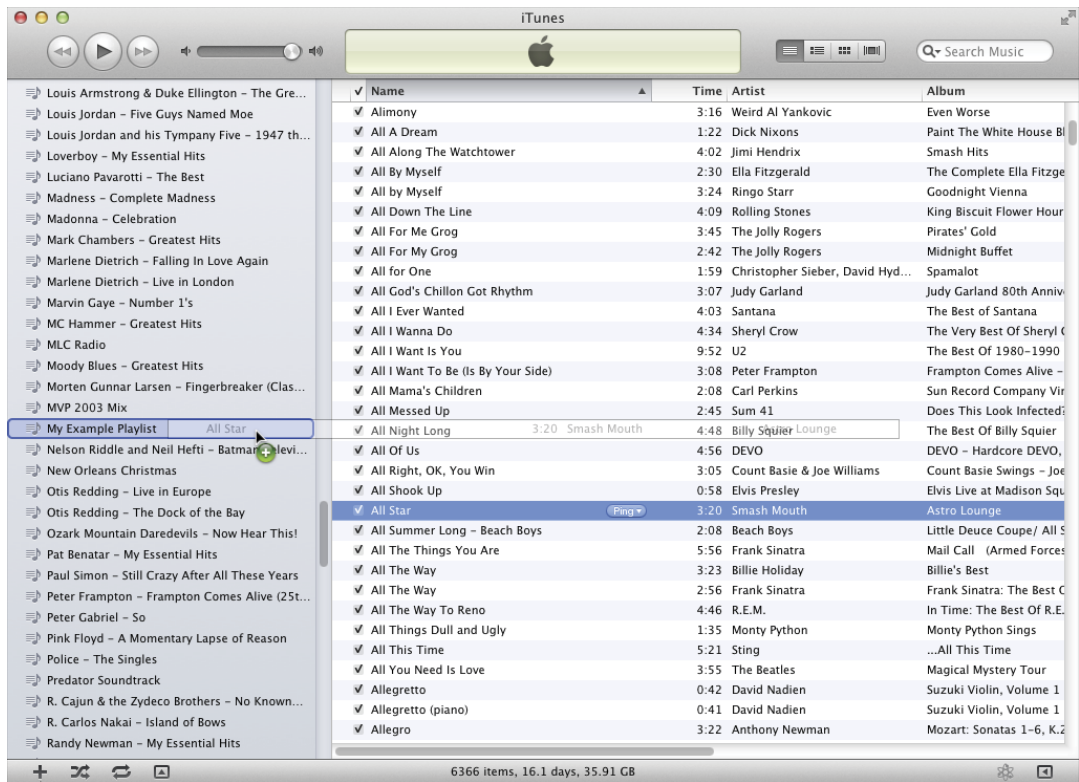 iTunes
Search Music
Louis Armstrong & Duke Ellington – The Gre...
Louis Jordan – Five Guys Named Moe
Louis Jordan and his Tympany Five – 1947 th...
Loverboy – My Essential Hits
Luciano Pavarotti – The Best
Madness – Complete Madness
Madonna – Celebration
Mark Chambers – Greatest Hits
Marlene Dietrich – Falling In Love Again
Marlene Dietrich – Live in London
Marvin Gaye – Number 1's
MC Hammer – Greatest Hits
MLC Radio
Moody Blues – Greatest Hits
Morten Gunnar Larsen – Fingerbreaker (Clas...
MVP 2003 Mix
My Example Playlist All Star 3:20 Smash Mouth Astro Lounge
Nelson Riddle and Neil Hefti – Batman Televi...
New Orleans Christmas
Otis Redding – Live in Europe
Otis Redding – The Dock of the Bay
Ozark Mountain Daredevils – Now Hear This!
Pat Benatar – My Essential Hits
Paul Simon – Still Crazy After All These Years
Peter Frampton – Frampton Comes Alive (25t...
Peter Gabriel – So
Pink Floyd – A Momentary Lapse of Reason
Police – The Singles
Predator Soundtrack
R. Cajun & the Zydeco Brothers – No Known...
R. Carlos Nakai – Island of Bows
Randy Newman – My Essential Hits
Name Time Artist Album
Alimony 3:16 Weird Al Yankovic Even Worse
All A Dream 1:22 Dick Nixons Paint The White House Bl
All Along The Watchtower 4:02 Jimi Hendrix Smash Hits
All By Myself 2:30 Ella Fitzgerald The Complete Ella Fitzge
All by Myself 3:24 Ringo Starr Goodnight Vienna
All Down The Line 4:09 Rolling Stones King Biscuit Flower Hour
All For Me Grog 3:45 The Jolly Rogers Pirates' Gold
All For My Grog 2:42 The Jolly Rogers Midnight Buffet
All for One 1:59 Christopher Sieber, David Hyd... Spamalot
All God's Chillon Got Rhythm 3:07 Judy Garland Judy Garland 80th Anniv
All I Ever Wanted 4:03 Santana The Best of Santana
All I Wanna Do 4:34 Sheryl Crow The Very Best Of Sheryl C
All I Want Is You 9:52 U2 The Best Of 1980–1990
All I Want To Be (Is By Your Side) 3:08 Peter Frampton Frampton Comes Alive –
All Mama's Children 2:08 Carl Perkins Sun Record Company Vir
All Messed Up 2:45 Sum 41 Does This Look Infected?
All Night Long 4:48 Billy Squier The Best Of Billy Squier
All Of Us 4:56 DEVO DEVO – Hardcore DEVO,
All Right, OK, You Win 3:05 Count Basie & Joe Williams Count Basie Swings – Joe
All Shook Up 0:58 Elvis Presley Elvis Live at Madison Squ
All Star Ping 3:20 Smash Mouth Astro Lounge
All Summer Long – Beach Boys 2:08 Beach Boys Little Deuce Coupe/ All S
All The Things You Are 5:56 Frank Sinatra Mail Call (Armed Forces
All The Way 3:23 Billie Holiday Billie's Best
All The Way 2:56 Frank Sinatra Frank Sinatra: The Best C
All The Way To Reno 4:46 R.E.M. In Time: The Best Of R.E.
All Things Dull and Ugly 1:35 Monty Python Monty Python Sings
All This Time 5:21 Sting ...All This Time
All You Need Is Love 3:55 The Beatles Magical Mystery Tour
Allegretto 0:42 David Nadien Suzuki Violin, Volume 1
Allegretto (piano) 0:41 David Nadien Suzuki Violin, Volume 1
Allegro 3:22 Anthony Newman Mozart: Sonatas 1–6, K.2
6366 items, 16.1 days, 35.91 GB